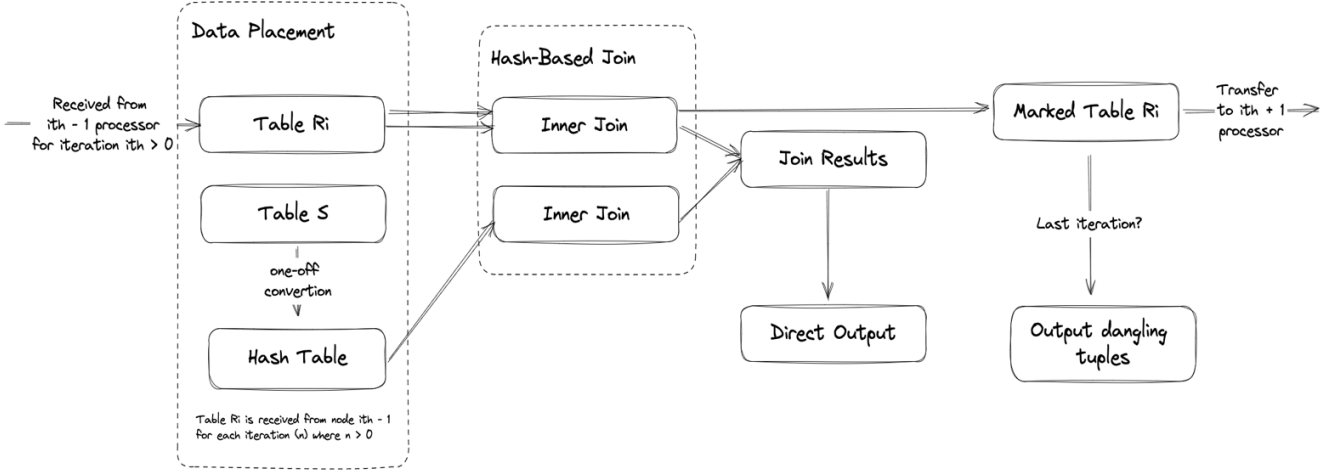 Data Placement
Hash-Based Join
Received from
ith - 1 processor
for iteration ith > 0
Table Ri
Inner Join
Marked Table Ri
Transfer
to ith + 1
processor
Join Results
Table S
Inner Join
Last iteration?
one-off
convertion
Hash Table
Direct Output
Output dangling
tuples
Table Ri is received from node ith - 1
for each iteration (n) where n > 0